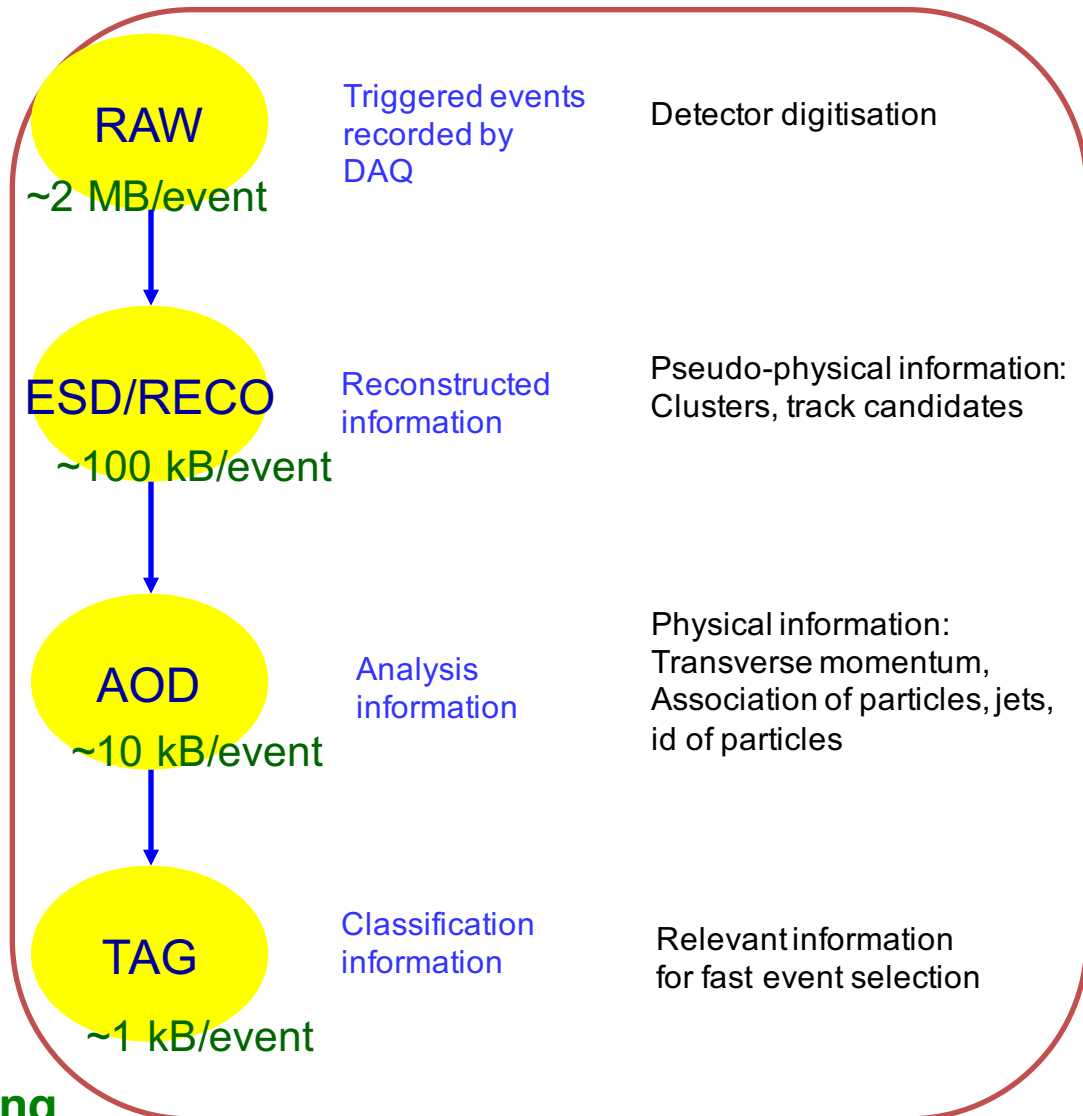 RAW
~2 MB/event
Triggered events
recorded by
DAQ
Detector digitisation
ESD/RECO
~100 kB/event
Reconstructed
information
Pseudo-physical information:
Clusters, track candidates
AOD
~10 kB/event
Analysis
information
Physical information:
Transverse momentum,
Association of particles, jets,
id of particles
TAG
~1 kB/event
Classification
information
Relevant information
for fast event selection